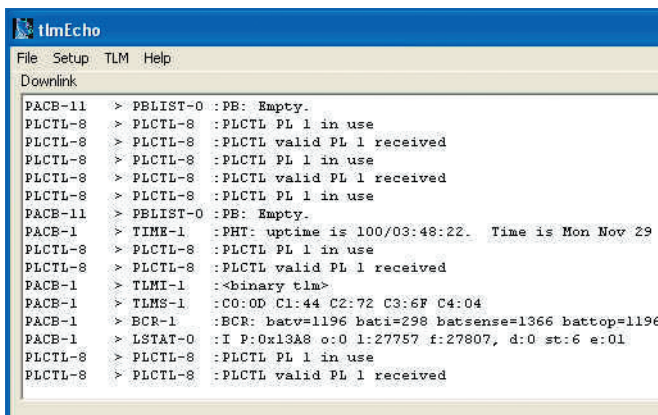 tlmEcho
File Setup TLM Help
Downlink
PACB-11 > PBLIST-0 :PB: Empty.
PLCTL-8 > PLCTL-8 :PLCTL PL 1 in use
PLCTL-8 > PLCTL-8 :PLCTL valid PL 1 received
PLCTL-8 > PLCTL-8 :PLCTL PL 1 in use
PLCTL-8 > PLCTL-8 :PLCTL valid PL 1 received
PLCTL-8 > PLCTL-8 :PLCTL PL 1 in use
PACB-11 > PBLIST-0 :PB: Empty.
PACB-1 > TIME-1 :PHT: uptime is 100/03:48:22. Time is Mon Nov 29
PLCTL-8 > PLCTL-8 :PLCTL PL 1 in use
PLCTL-8 > PLCTL-8 :PLCTL valid PL 1 received
PACB-1 > TLMI-1 :<binary tlm>
PACB-1 > TLMS-1 :C0:0D C1:44 C2:72 C3:6F C4:04
PACB-1 > BCR-1 :BCR: batv=1196 bati=298 batsense=1366 battop=1196
PACB-1 > LSTAT-0 :I P:0x13A8 o:0 l:27757 f:27807, d:0 st:6 e:01
PLCTL-8 > PLCTL-8 :PLCTL PL 1 in use
PLCTL-8 > PLCTL-8 :PLCTL valid PL 1 received